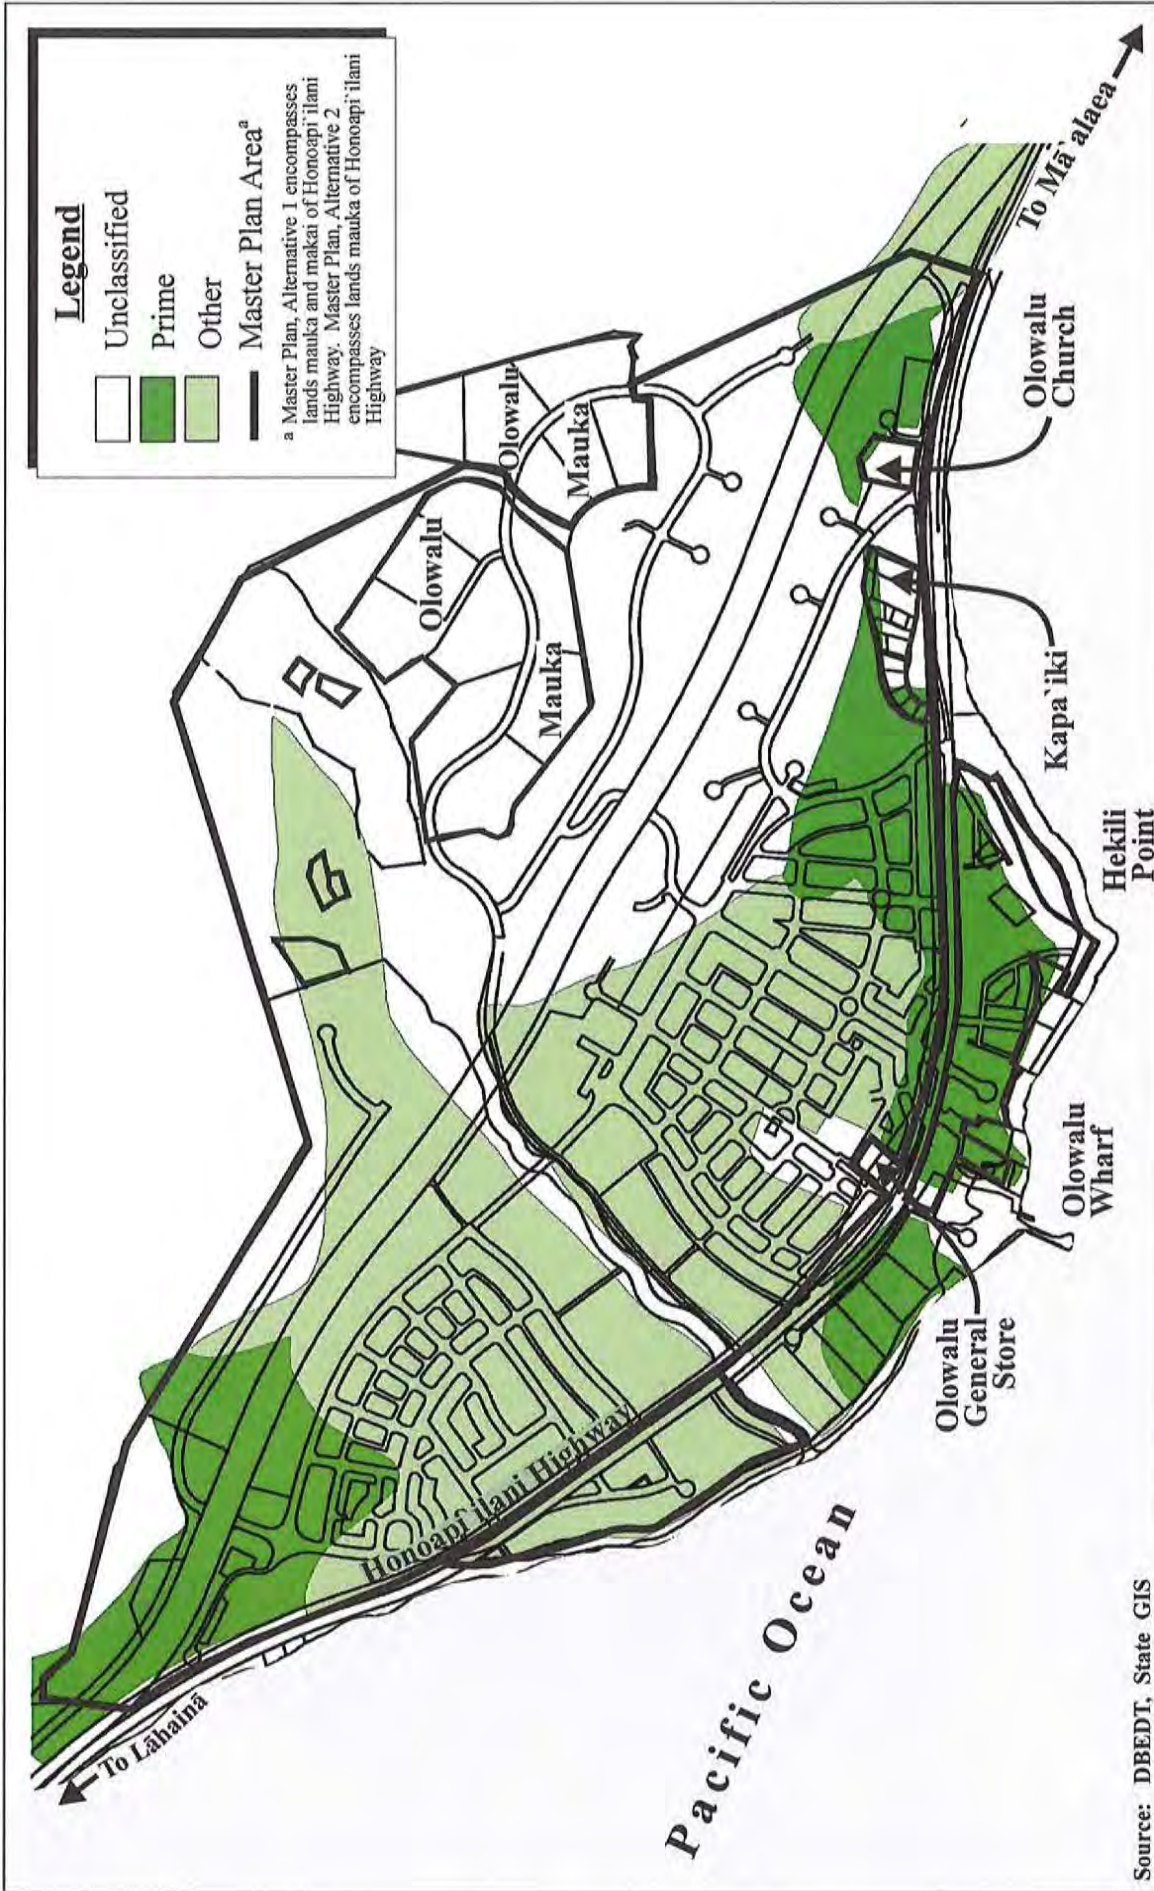 Legend
Unclassified
Prime
Other
Master Plan Areaᵃ
a Master Plan, Alternative 1 encompasses
lands mauka and makai of Honoapi`ilani
Highway. Master Plan, Alternative 2
encompasses lands mauka of Honoapi`ilani
Highway
Olowalu
Mauka
Olowalu
Mauka
Honoapi`ilani Highway
To Lāhainā
To Mā`alaea
Olowalu
Church
Kapa`iki
Hekili
Point
Olowalu
Wharf
Olowalu
General
Store
Pacific Ocean
Source: DBEDT, State GIS